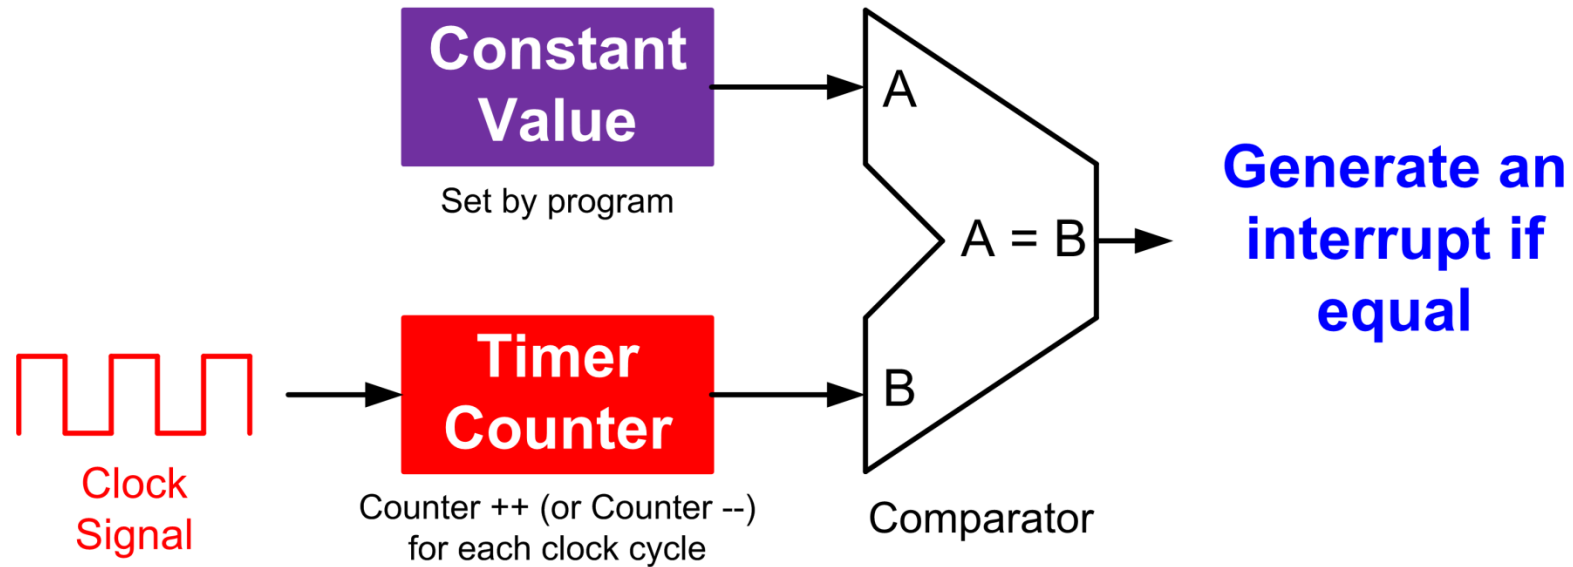 Constant
Value
Set by program
A
A = B
B
Generate an
interrupt if
equal
Timer
Counter
Counter ++ (or Counter --)
for each clock cycle
Clock
Signal
Comparator